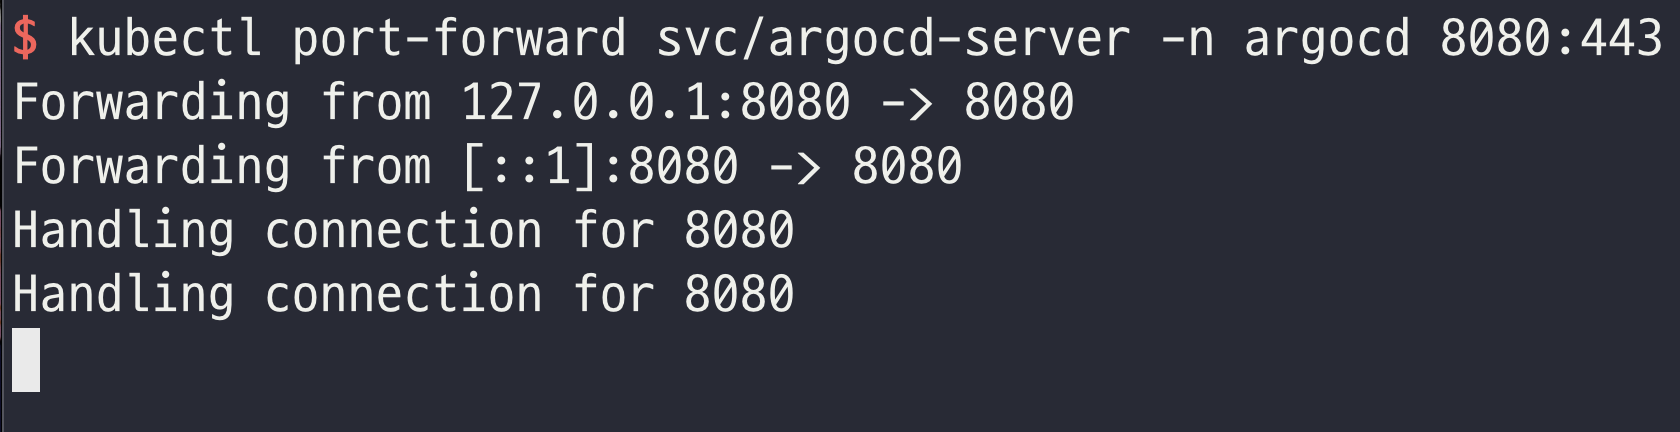 $ kubectl port-forward svc/argocd-server -n argocd 8080:443
Forwarding from 127.0.0.1:8080 -> 8080
Forwarding from [::1]:8080 -> 8080
Handling connection for 8080
Handling connection for 8080